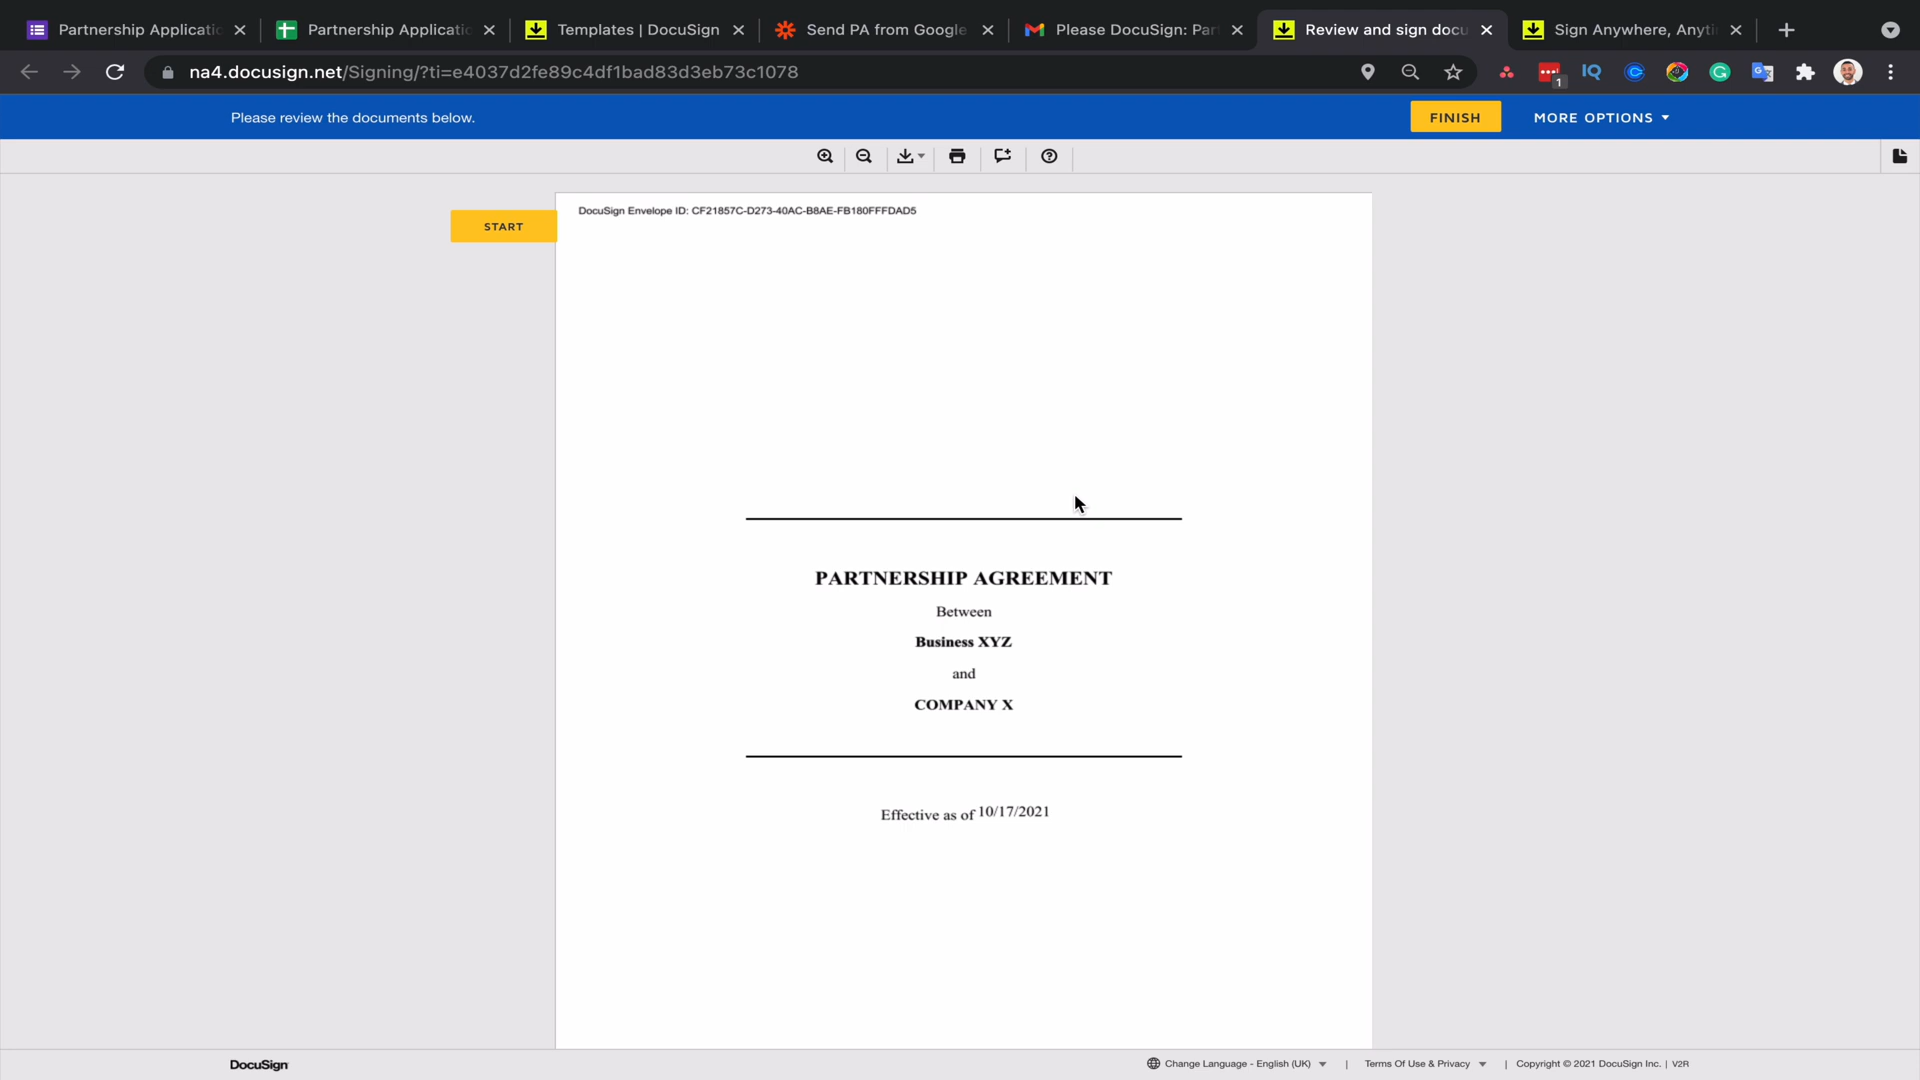 Partnership Applicatio
Partnership Applicatio
Templates | DocuSign
Send PA from Google
Please DocuSign: Par
Review and sign docu
Sign Anywhere, Anyti
na4.docusign.net/Signing/?ti=e4037d2fe89c4df1bad83d3eb73c1078
1
IQ
Please review the documents below.
FINISH
MORE OPTIONS
START
DocuSign Envelope ID: CF21857C-D273-40AC-B8AE-FB180FFFDAD5
PARTNERSHIP AGREEMENT
Between
Business XYZ
and
COMPANY X
Effective as of 10/17/2021
DocuSign
Change Language - English (UK) | Terms Of Use & Privacy | Copyright © 2021 DocuSign Inc. | V2R